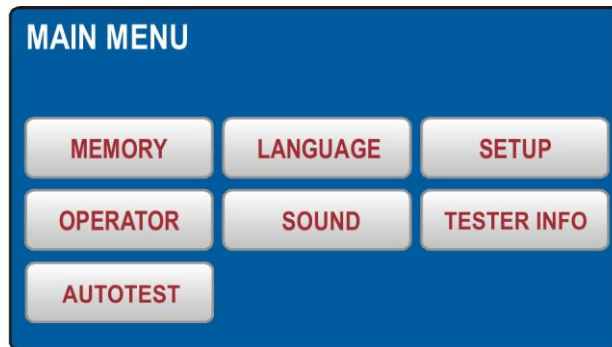 MAIN MENU
MEMORY LANGUAGE SETUP
OPERATOR SOUND TESTER INFO
AUTOTEST